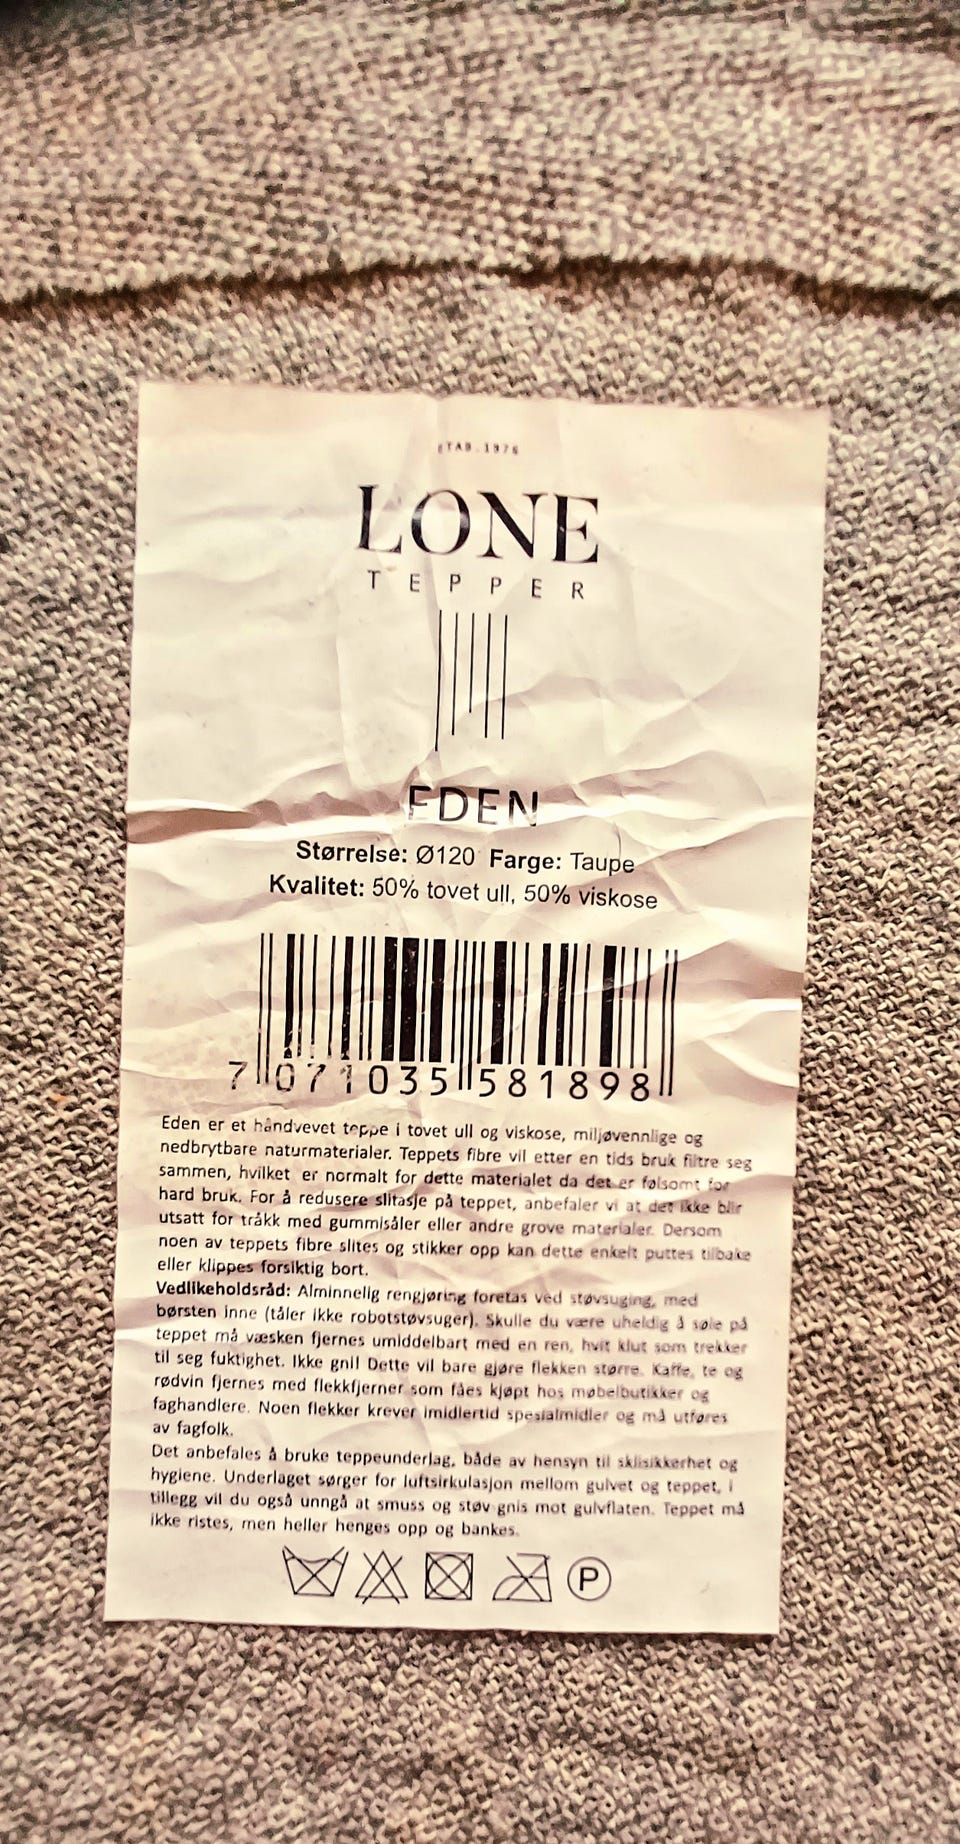 ETAB.1976
LONE
TEPPER
EDEN
Størrelse: Ø120 Farge: Taupe
Kvalitet: 50% tovet ull, 50% viskose
7 071035 581898
Eden er et håndvevet teppe i tovet ull og viskose, miljøvennlige og
nedbrytbare naturmaterialer. Teppets fibre vil etter en tids bruk filtre seg
sammen, hvilket er normalt for dette materialet da det er følsomt for
hard bruk. For å redusere slitasje på teppet, anbefaler vi at det ikke blir
utsatt for tråkk med gummisåler eller andre grove materialer. Dersom
noen av teppets fibre slites og stikker opp kan dette enkelt puttes tilbake
eller klippes forsiktig bort.
Vedlikeholdsråd: Alminnelig rengjøring foretas ved støvsuging, med
børsten inne (tåler ikke robotstøvsuger). Skulle du være uheldig å søle på
teppet må væsken fjernes umiddelbart med en ren, hvit klut som trekker
til seg fuktighet. Ikke gni! Dette vil bare gjøre flekken større. Kaffe, te og
rødvin fjernes med flekkfjerner som fåes kjøpt hos møbelbutikker og
faghandlere. Noen flekker krever imidlertid spesialmidler og må utføres
av fagfolk.
Det anbefales å bruke teppeunderlag, både av hensyn til sklisikkerhet og
hygiene. Underlaget sørger for luftsirkulasjon mellom gulvet og teppet, i
tillegg vil du også unngå at smuss og støv gnis mot gulvflaten. Teppet må
ikke ristes, men heller henges opp og bankes.
P